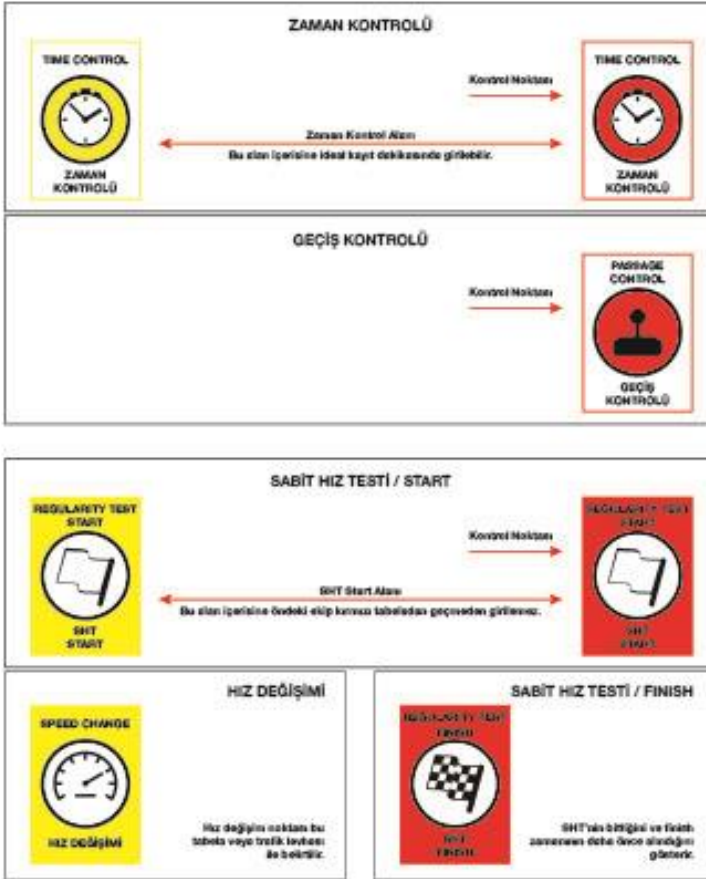 ZAMAN KONTROLÜ
TIME CONTROL
ZAMAN
KONTROLÜ
Kontrol Noktası
Zaman Kontrol Alanı
Bu alan içerisine ideal kayıt dakikasında girilebilir.
TIME CONTROL
ZAMAN
KONTROLÜ
GEÇİŞ KONTROLÜ
Kontrol Noktası
PASSAGE
CONTROL
GEÇİŞ
KONTROLÜ
SABİT HIZ TESTİ / START
REGULARITY TEST
START
SHT
START
Kontrol Noktası
SHT Start Alanı
Bu alan içerisine öndeki ekip kırmızı tabeladan geçmeden girilemez.
REGULARITY TEST
START
SHT
START
HIZ DEĞİŞİMİ
SPEED CHANGE
HIZ DEĞİŞİMİ
Hız değişim noktası bu
tabela veya trafik levhası
ile belirtilir.
SABİT HIZ TESTİ / FINISH
REGULARITY TEST
FINISH
SHT
FINISH
SHT'nin bittiğini ve finish
zamanının daha önce alındığını
gösterir.